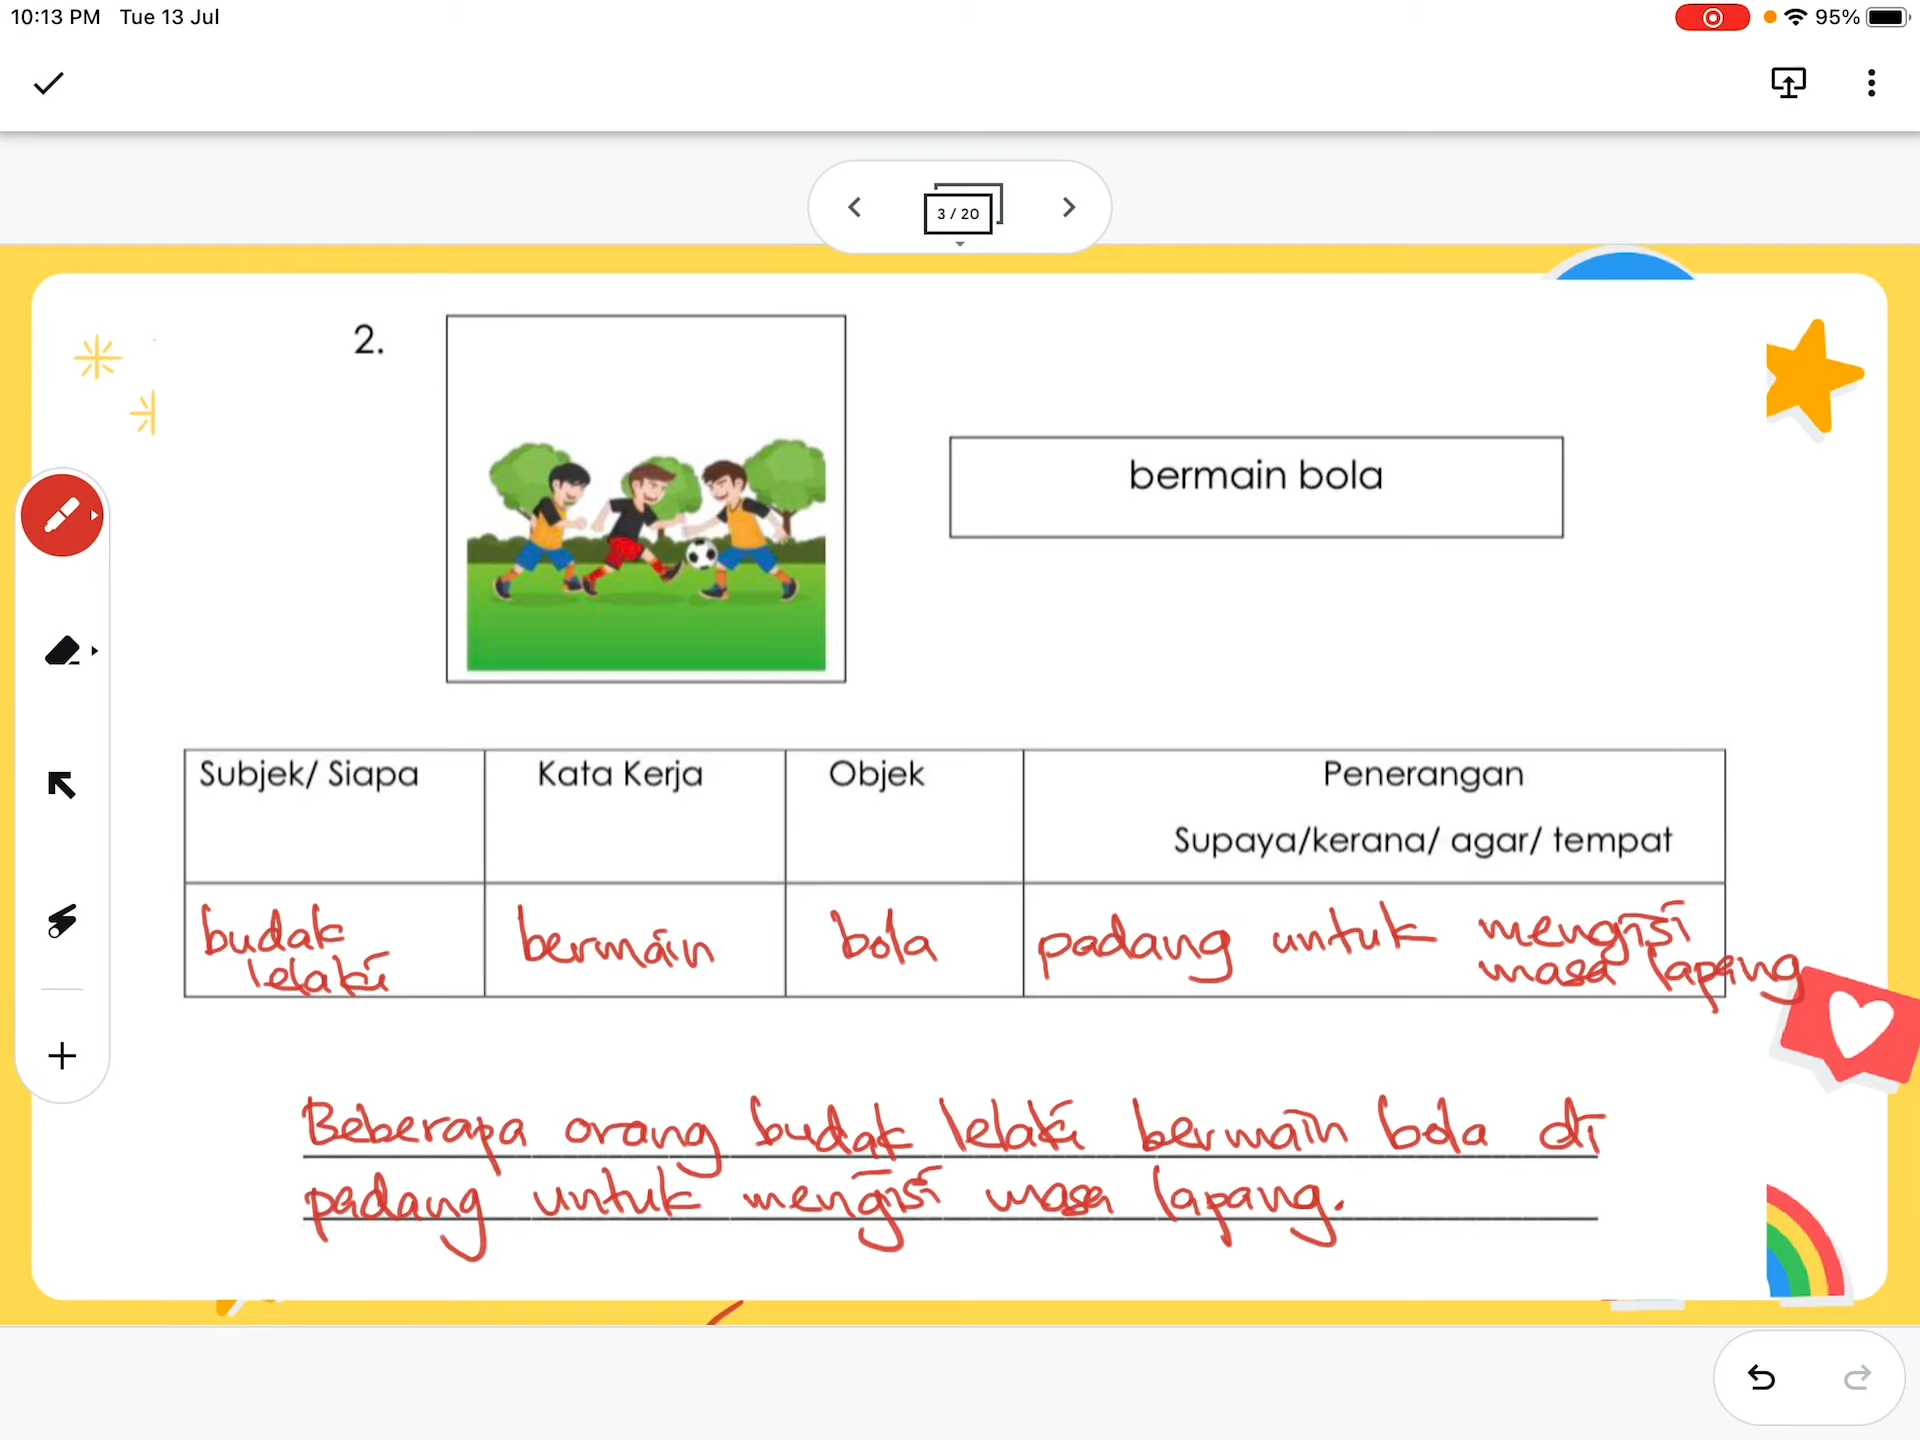 10:13 PM Tue 13 Jul
95%
3 / 20
2.
bermain bola
Subjek/ Siapa
Kata Kerja
Objek
Penerangan
Supaya/kerana/ agar/ tempat
budak
lelaki
bermain
bola
padang untuk mengisi
masa lapang
Beberapa orang budak lelaki bermain bola di
padang untuk mengisi masa lapang.